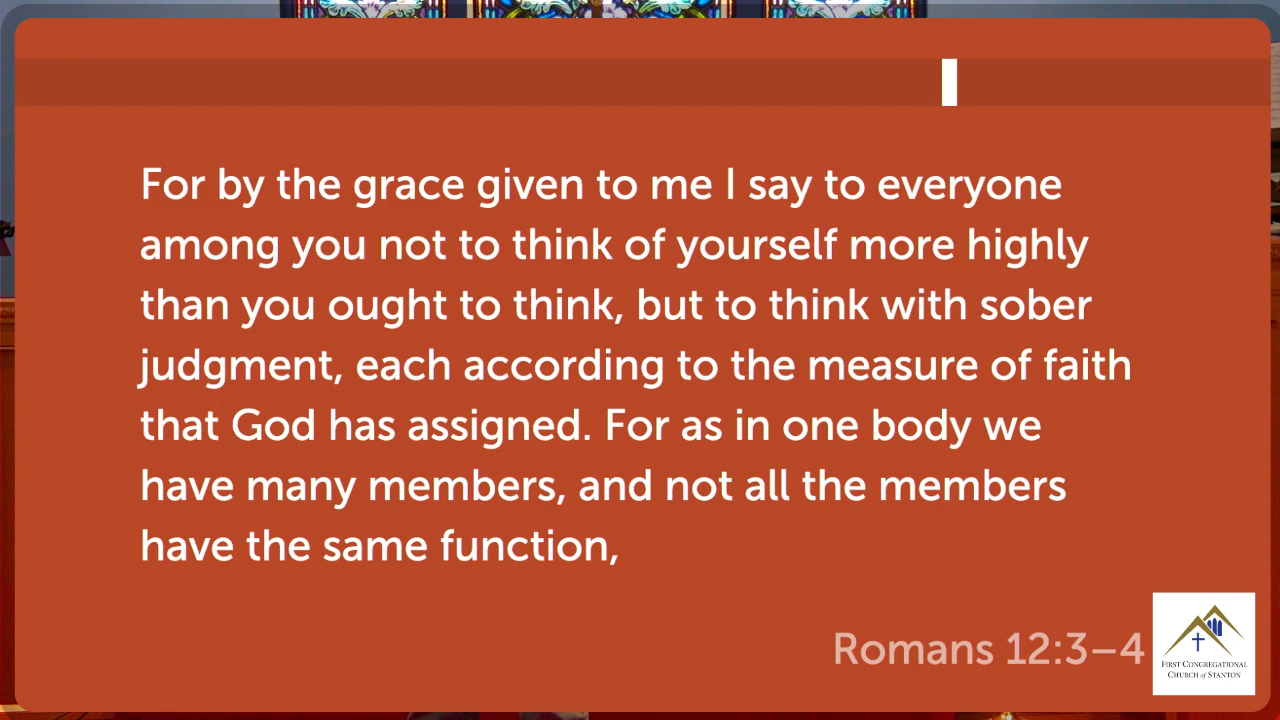 For by the grace given to me I say to everyone
among you not to think of yourself more highly
than you ought to think, but to think with sober
judgment, each according to the measure of faith
that God has assigned. For as in one body we
have many members, and not all the members
have the same function,
Romans 12:3–4
First Congregational
Church of Stanton